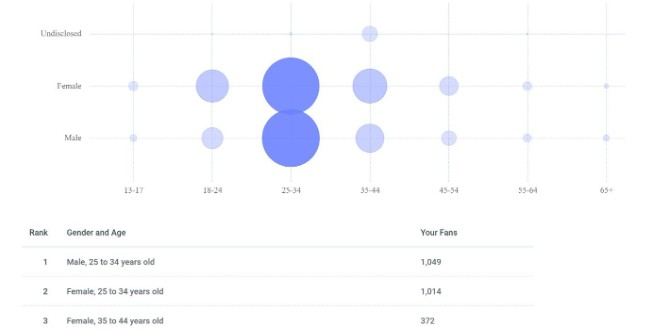 Undisclosed
Female
Male
13-17 18-24 25-34 35-44 45-54 55-64 65+
Rank Gender and Age Your Fans
1 Male, 25 to 34 years old 1,049
2 Female, 25 to 34 years old 1,014
3 Female, 35 to 44 years old 372